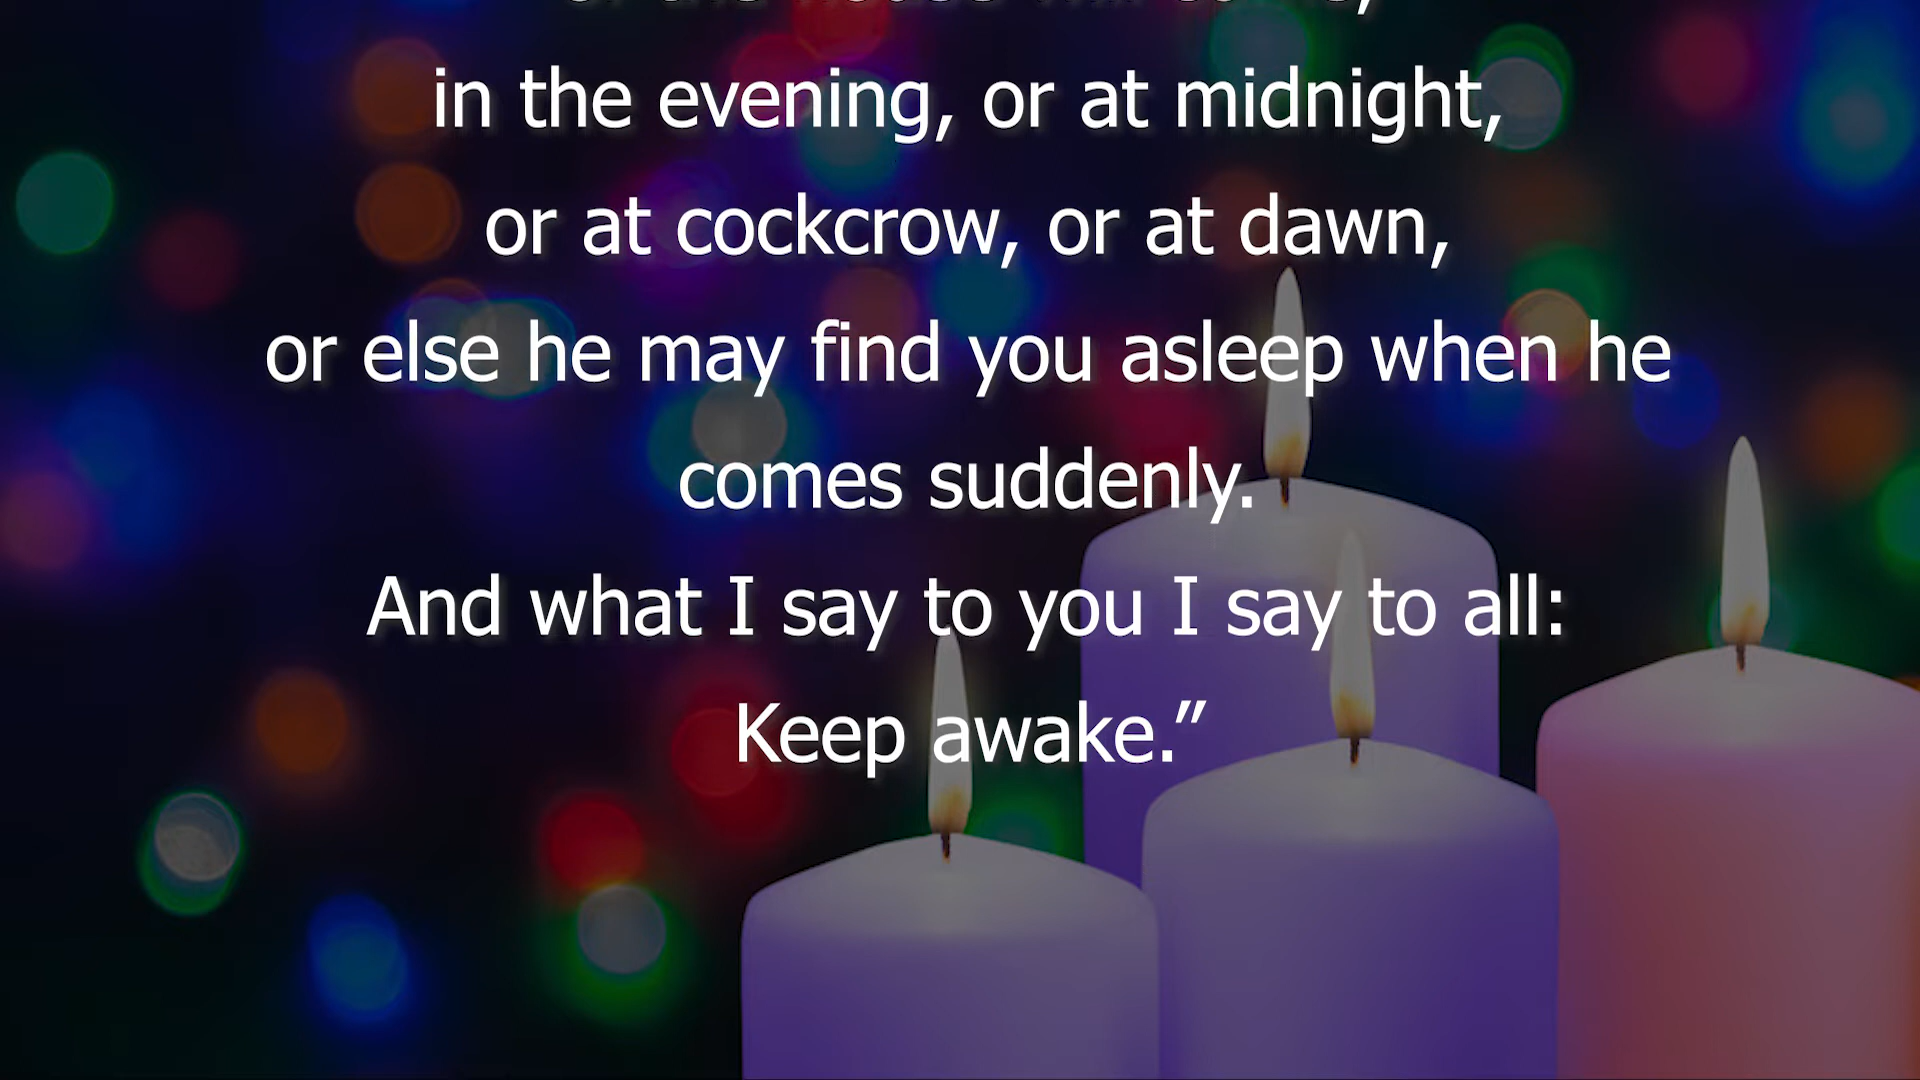 in the evening, or at midnight,
or at cockcrow, or at dawn,
or else he may find you asleep when he
comes suddenly.
And what I say to you I say to all:
Keep awake.”